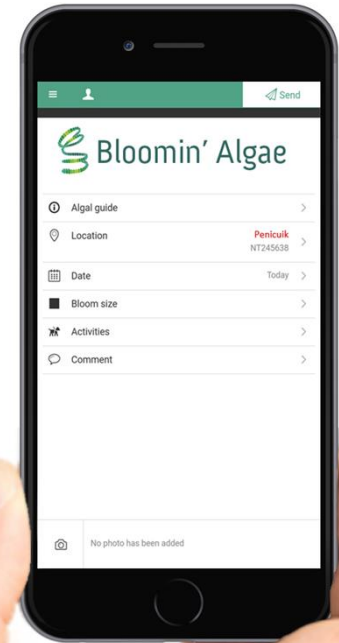 Send
Bloomin' Algae
Algal guide
Location
Penicuik
NT245638
Date
Today
Bloom size
Activities
Comment
No photo has been added